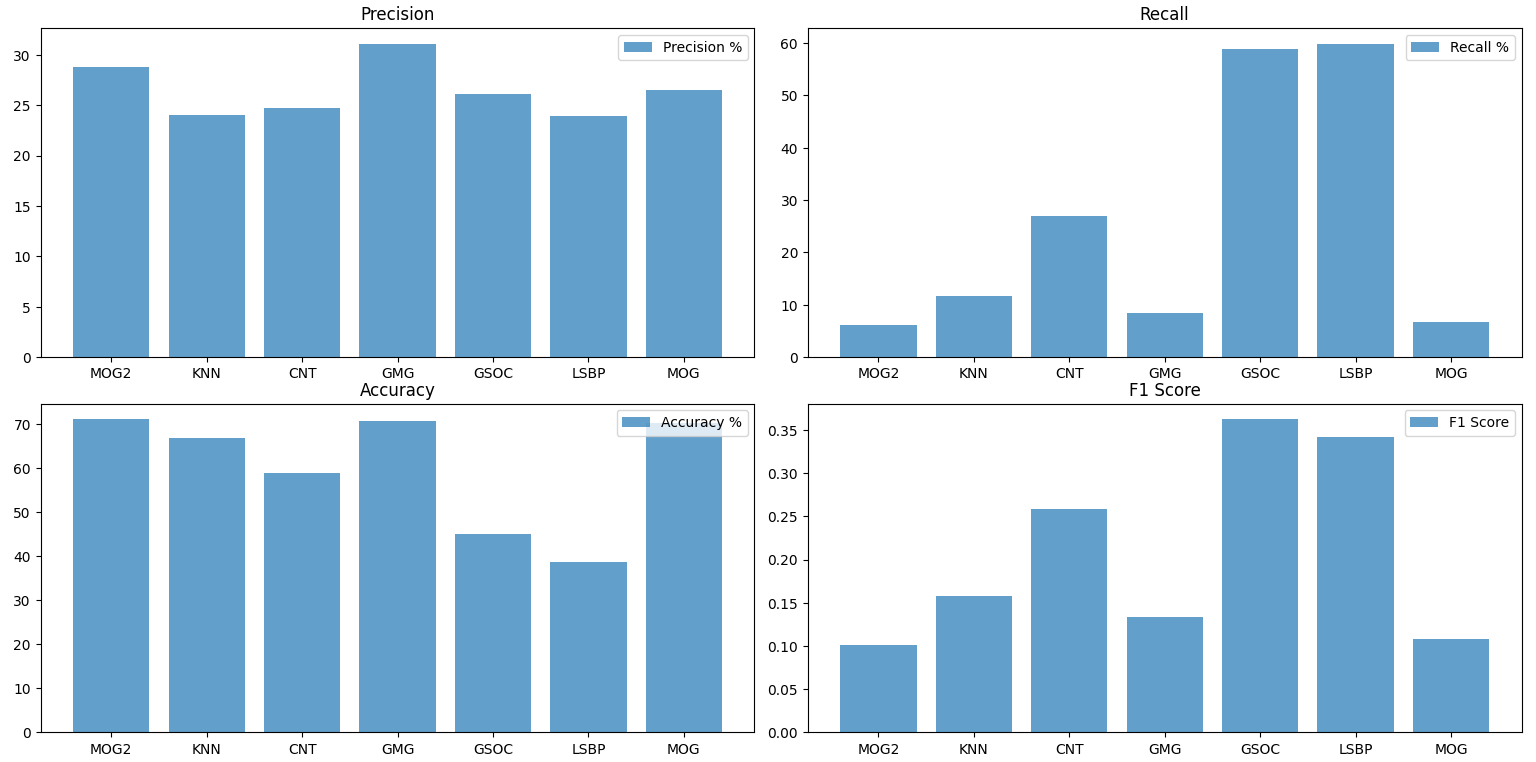 Precision
Precision %
30
25
20
15
10
5
0
MOG2 KNN CNT GMG GSOC LSBP MOG
Recall
Recall %
60
50
40
30
20
10
0
MOG2 KNN CNT GMG GSOC LSBP MOG
Accuracy
Accuracy %
70
60
50
40
30
20
10
0
MOG2 KNN CNT GMG GSOC LSBP MOG
F1 Score
F1 Score
0.35
0.30
0.25
0.20
0.15
0.10
0.05
0.00
MOG2 KNN CNT GMG GSOC LSBP MOG